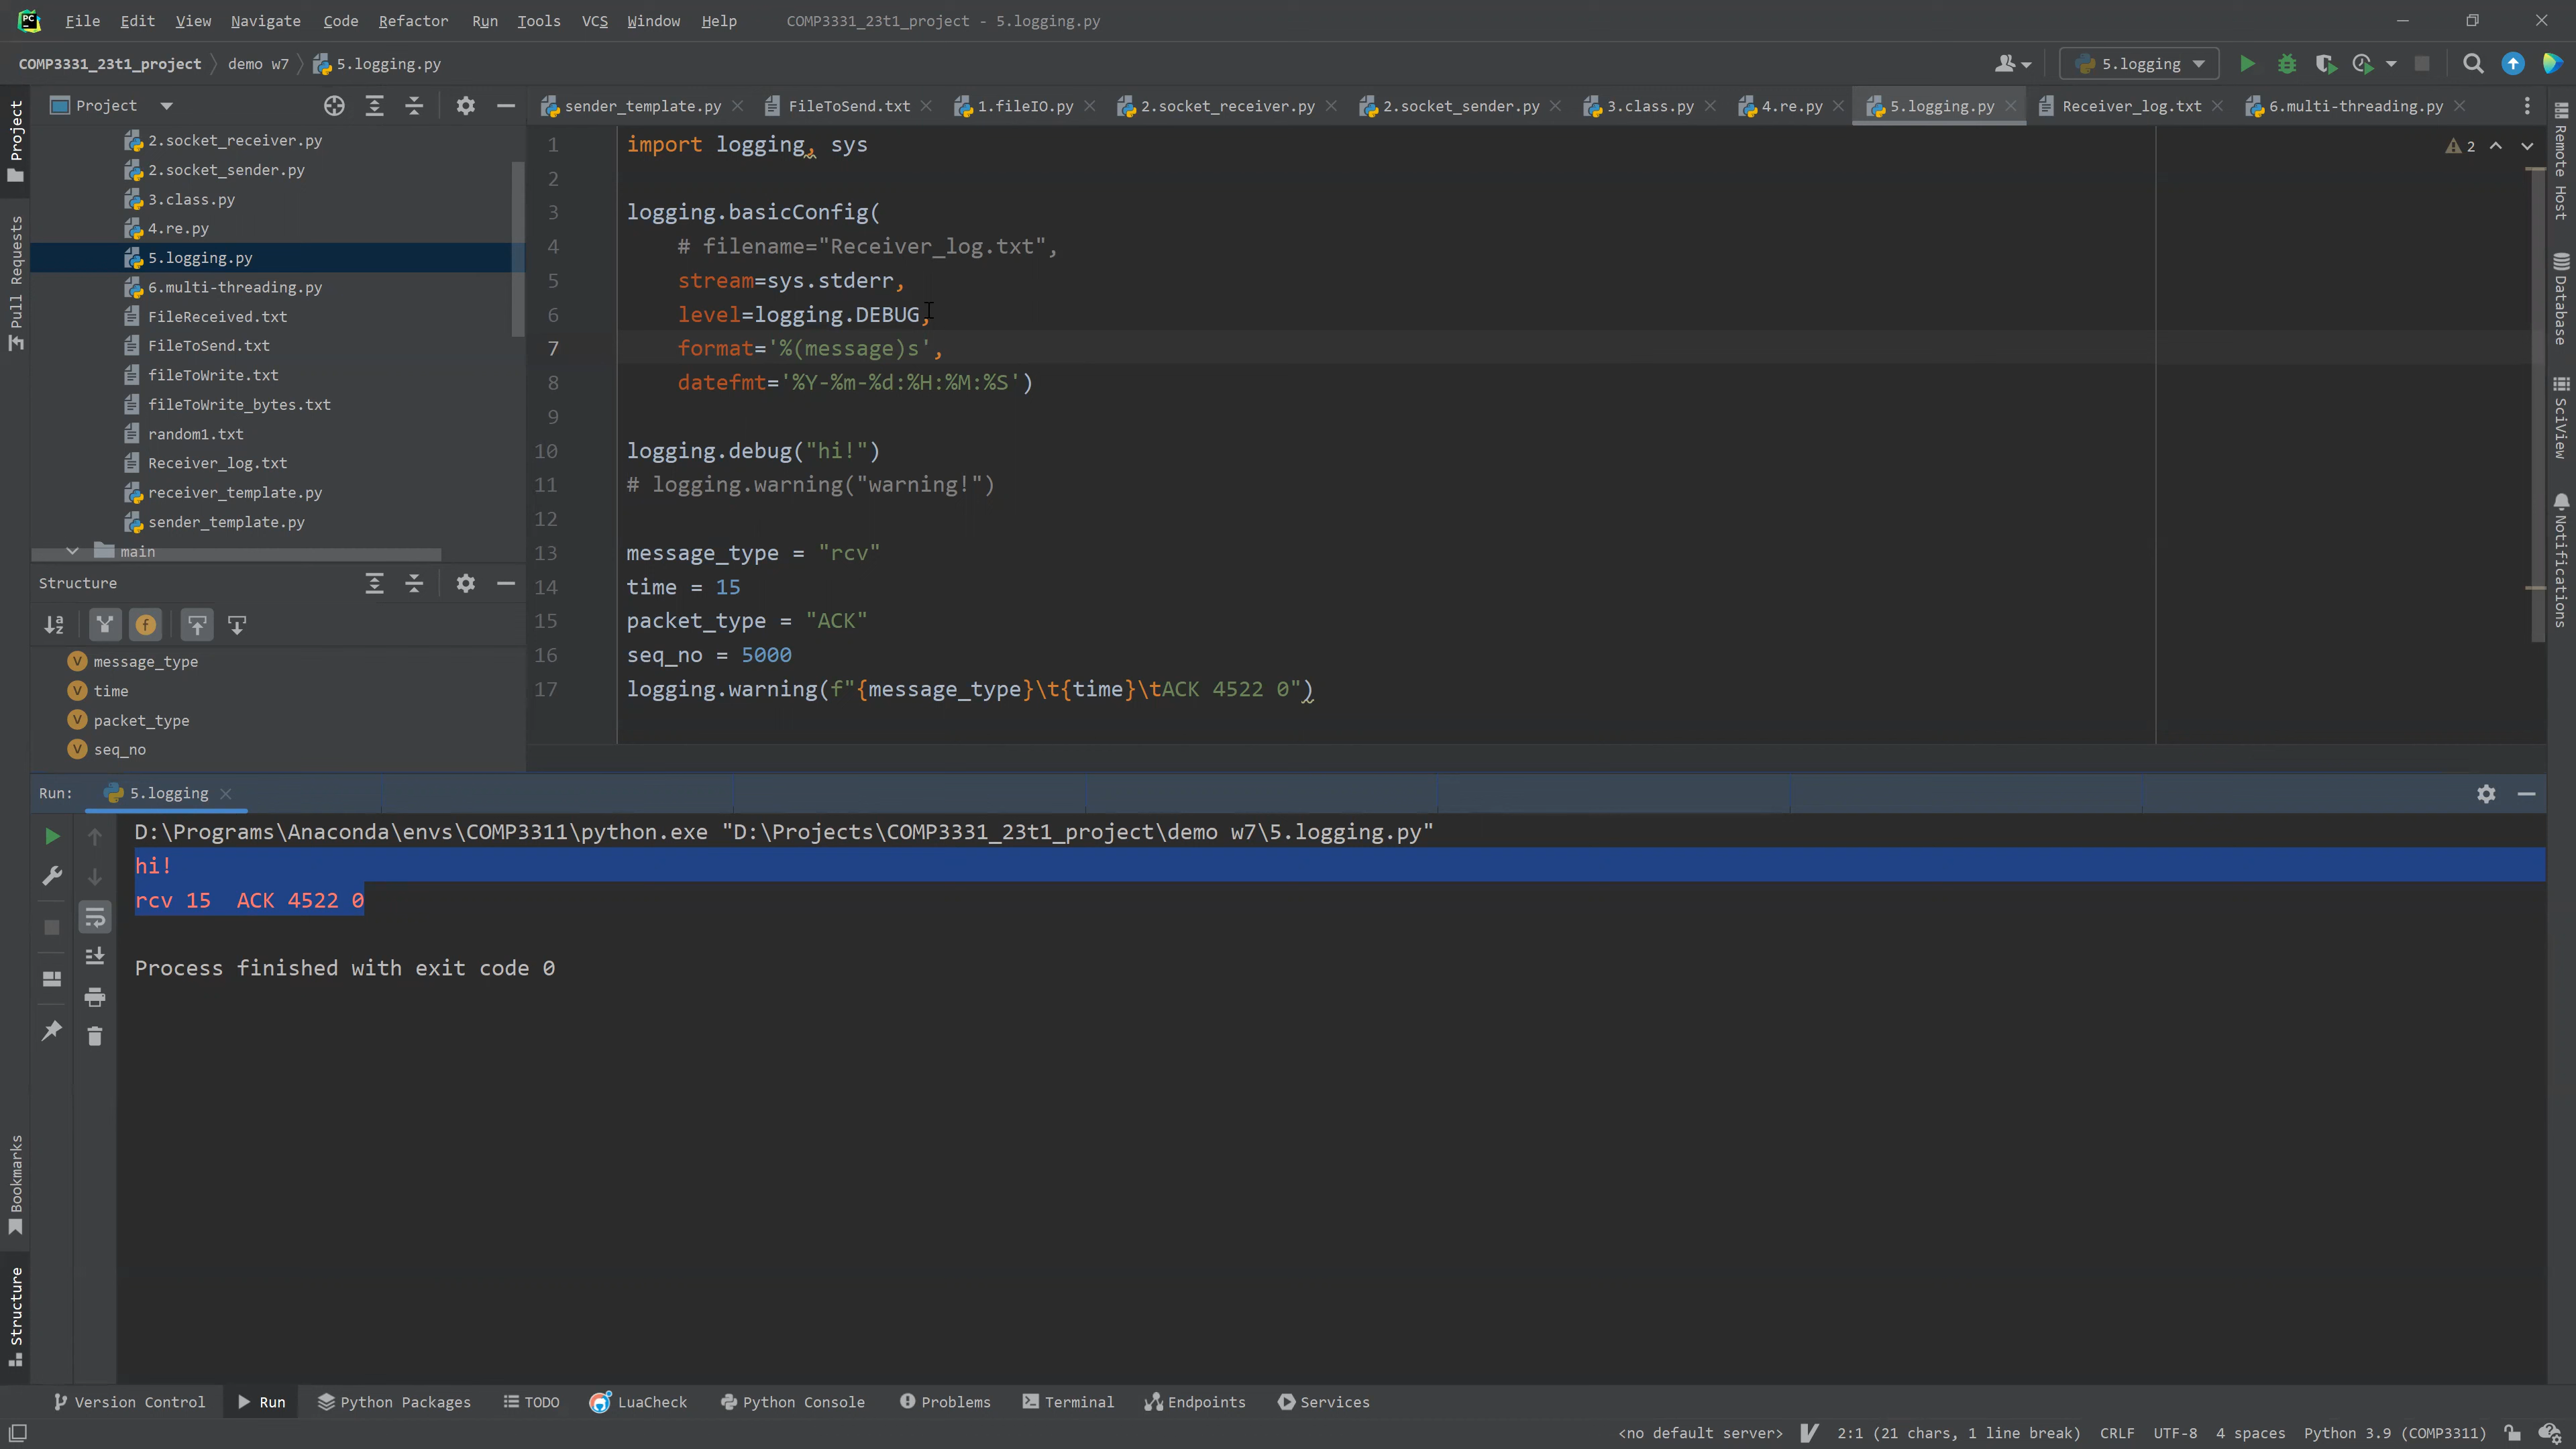 PC File Edit View Navigate Code Refactor Run Tools VCS Window Help COMP3331_23t1_project - 5.logging.py
COMP3331_23t1_project demo w7 5.logging.py 5.logging
Project sender_template.py FileToSend.txt 1.fileIO.py 2.socket_receiver.py 2.socket_sender.py 3.class.py 4.re.py 5.logging.py Receiver_log.txt 6.multi-threading.py
Project
Pull Requests
2.socket_receiver.py
2.socket_sender.py
3.class.py
4.re.py
5.logging.py
6.multi-threading.py
FileReceived.txt
FileToSend.txt
fileToWrite.txt
fileToWrite_bytes.txt
random1.txt
Receiver_log.txt
receiver_template.py
sender_template.py
main
Structure
message_type
time
packet_type
seq_no
1 import logging, sys
2
3 logging.basicConfig(
4 # filename="Receiver_log.txt",
5 stream=sys.stderr,
6 level=logging.DEBUG,
7 format='%(message)s',
8 datefmt='%Y-%m-%d:%H:%M:%S')
9
10 logging.debug("hi!")
11 # logging.warning("warning!")
12
13 message_type = "rcv"
14 time = 15
15 packet_type = "ACK"
16 seq_no = 5000
17 logging.warning(f"{message_type}\t{time}\tACK 4522 0")
2
Remote Host
Database
SciView
Notifications
Run: 5.logging
D:\Programs\Anaconda\envs\COMP3311\python.exe "D:\Projects\COMP3331_23t1_project\demo w7\5.logging.py"
hi!
rcv 15  ACK 4522 0
Process finished with exit code 0
Bookmarks
Structure
Version Control Run Python Packages TODO LuaCheck Python Console Problems Terminal Endpoints Services
<no default server> 2:1 (21 chars, 1 line break) CRLF UTF-8 4 spaces Python 3.9 (COMP3311)